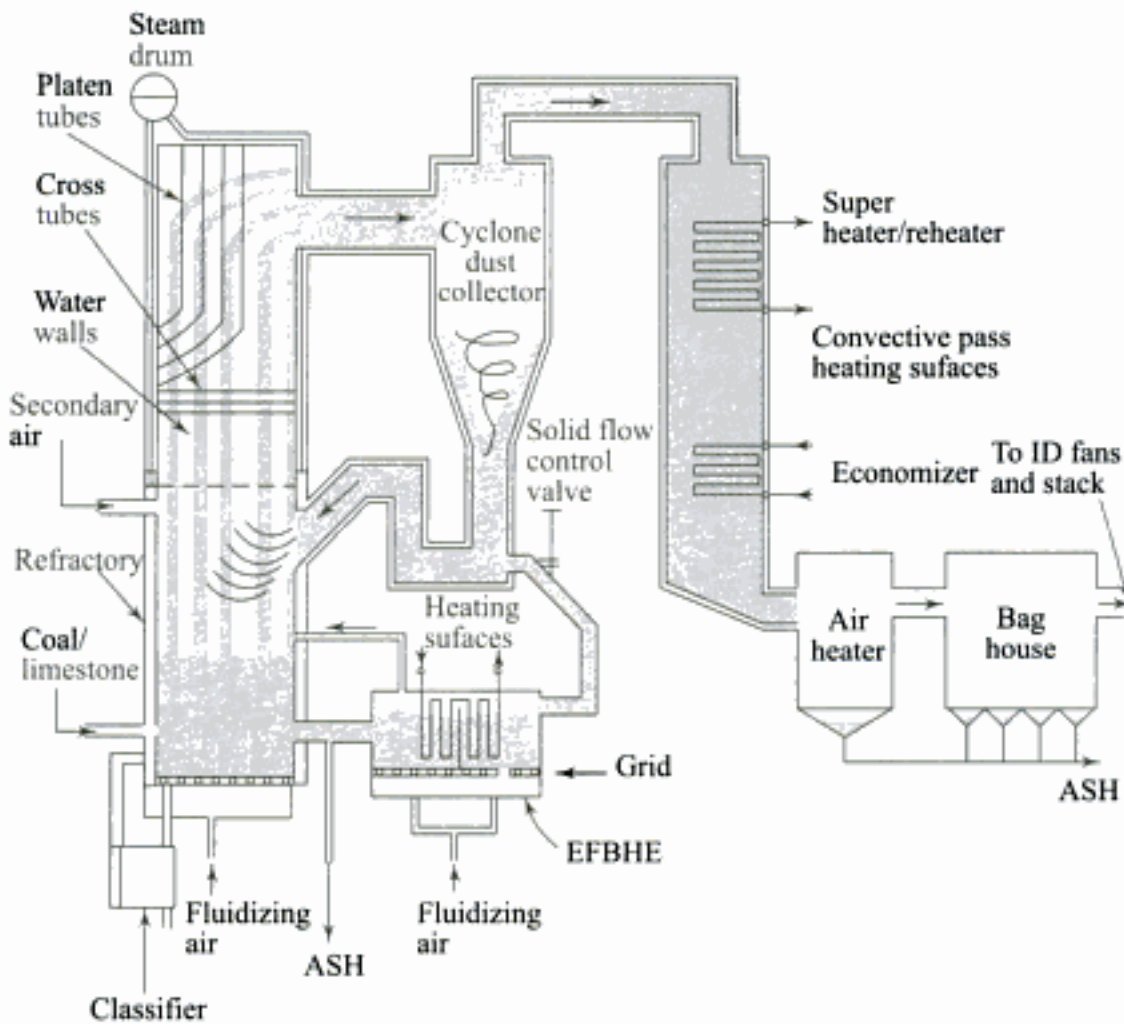 Steam
drum
Platen
tubes
Cross
tubes
Water
walls
Secondary
air
Refractory
Coal/
limestone
Cyclone
dust
collector
Solid flow
control
valve
Heating
sufaces
Super
heater/reheater
Convective pass
heating sufaces
Economizer
To ID fans
and stack
Air
heater
Bag
house
ASH
Grid
EFBHE
Fluidizing
air
Fluidizing
air
ASH
Classifier